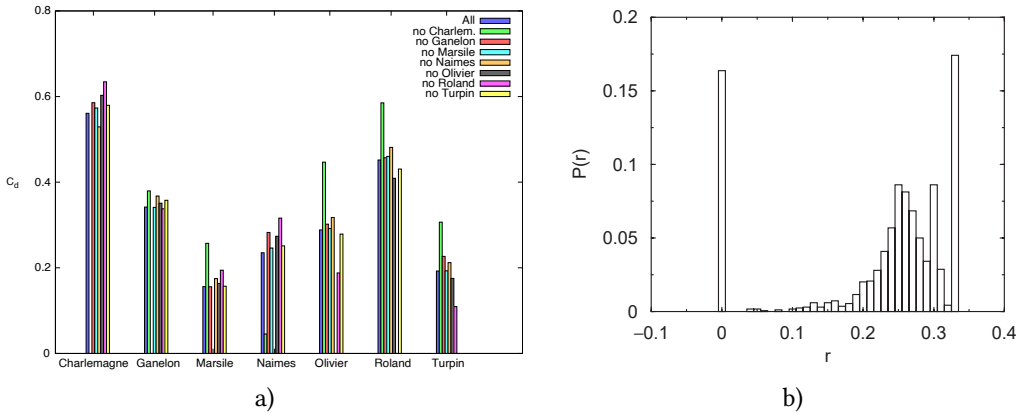 0.8
0.6
0.4
0.2
0
C_d
All
no Charlem.
no Ganelon
no Marsile
no Naimes
no Olivier
no Roland
no Turpin
Charlemagne Ganelon Marsile Naimes Olivier Roland Turpin
a)
0.2
0.15
0.1
0.05
0
P(r)
−0.1 0 0.1 0.2 0.3 0.4
r
b)